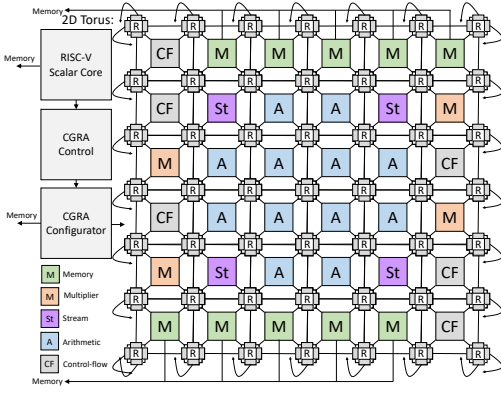 2D Torus:
Memory
R R R R R R R
CF M M M M M
RISC-V
Scalar Core
Memory
R R R R R R R
CF St A A St M
CGRA
Control
R R R R R R R
M A A A A CF
R R R R R R R
CGRA
Configurator
Memory
CF A A A A M
R R R R R R R
M St A A St CF
R R R R R R R
M M M M M CF
R R R R R R R
M Memory
M Multiplier
St Stream
A Arithmetic
CF Control-flow
Memory